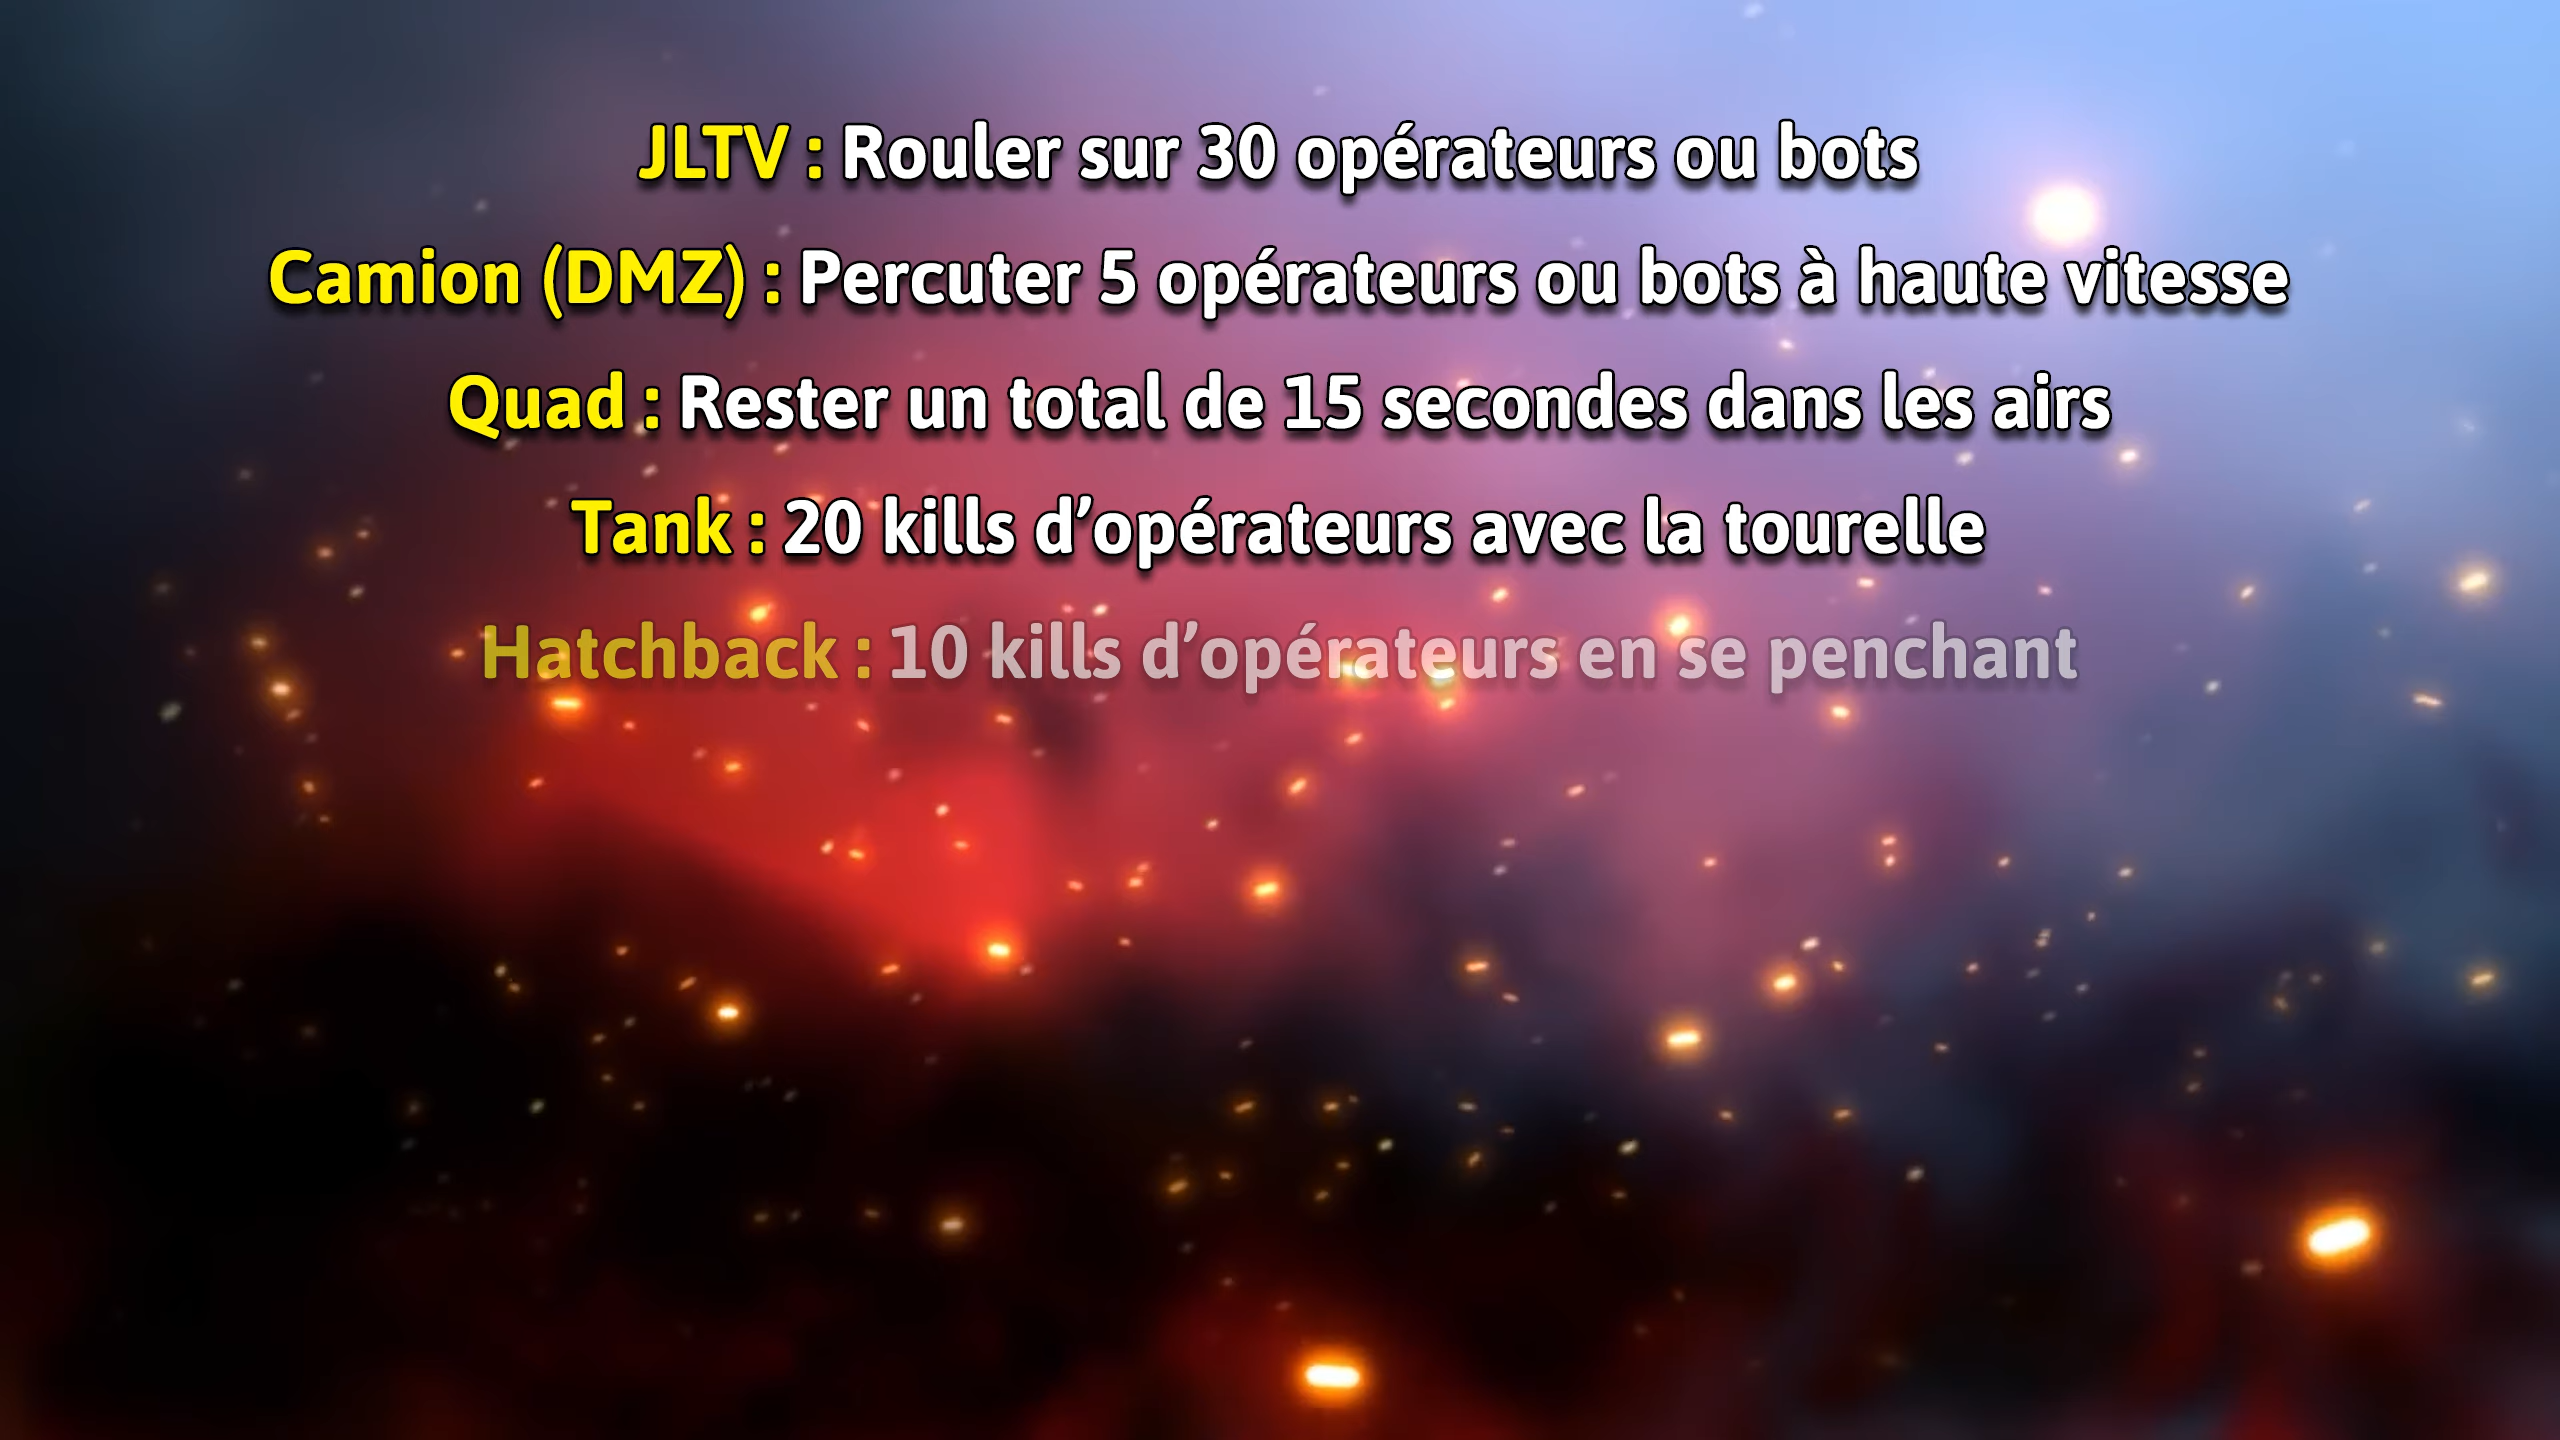 JLTV : Rouler sur 30 opérateurs ou bots
Camion (DMZ) : Percuter 5 opérateurs ou bots à haute vitesse
Quad : Rester un total de 15 secondes dans les airs
Tank : 20 kills d’opérateurs avec la tourelle
Hatchback : 10 kills d’opérateurs en se penchant